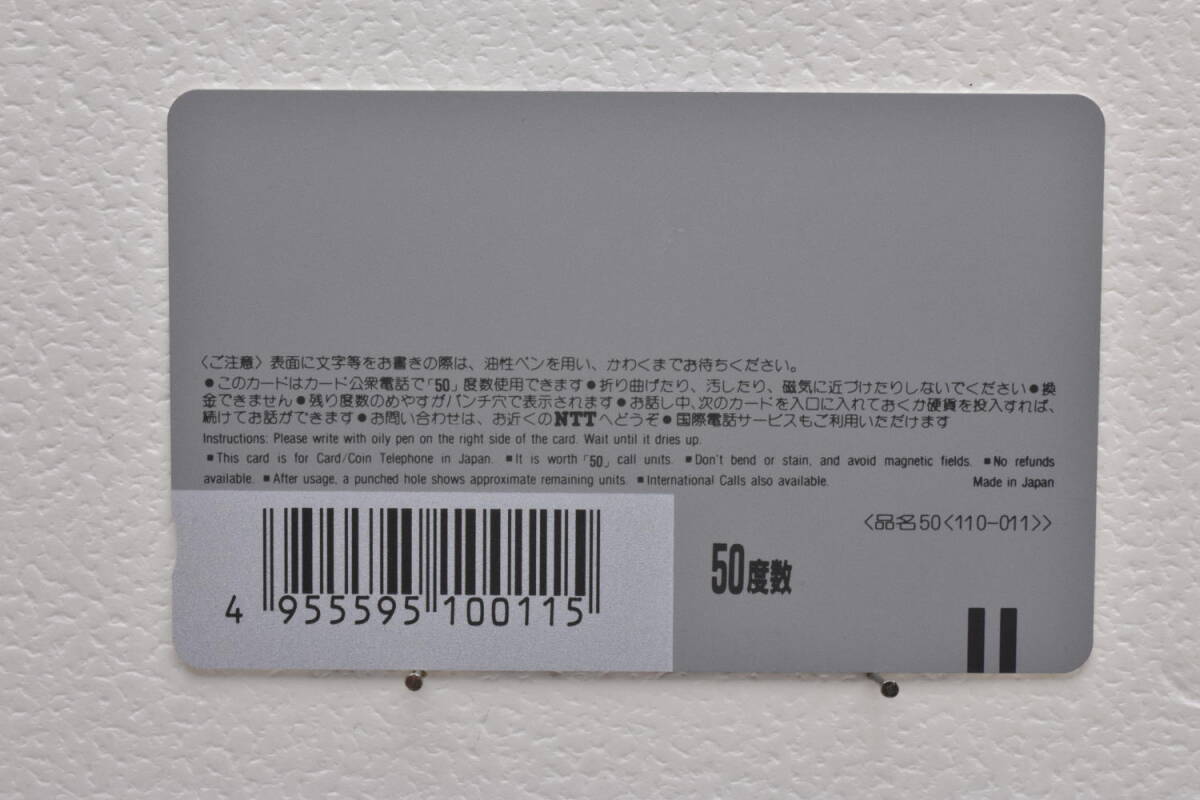 〈ご注意〉表面に文字等をお書きの際は、油性ペンを用い、かわくまでお待ちください。
●このカードはカード公衆電話で「50」度数使用できます●折り曲げたり、汚したり、磁気に近づけたりしないでください●換
金できません●残り度数のめやすがパンチ穴で表示されます●お話し中、次のカードを入口に入れておくか硬貨を投入すれば、
続けてお話ができます●お問い合わせは、お近くのNTTへどうぞ●国際電話サービスもご利用いただけます
Instructions: Please write with oily pen on the right side of the card. Wait until it dries up.
■This card is for Card/Coin Telephone in Japan. ■It is worth「50」call units. ■Don't bend or stain, and avoid magnetic fields. ■No refunds
available. ■After usage, a punched hole shows approximate remaining units. ■International Calls also available. Made in Japan
〈品名50〈110-011〉〉
50度数
4 955595 100115